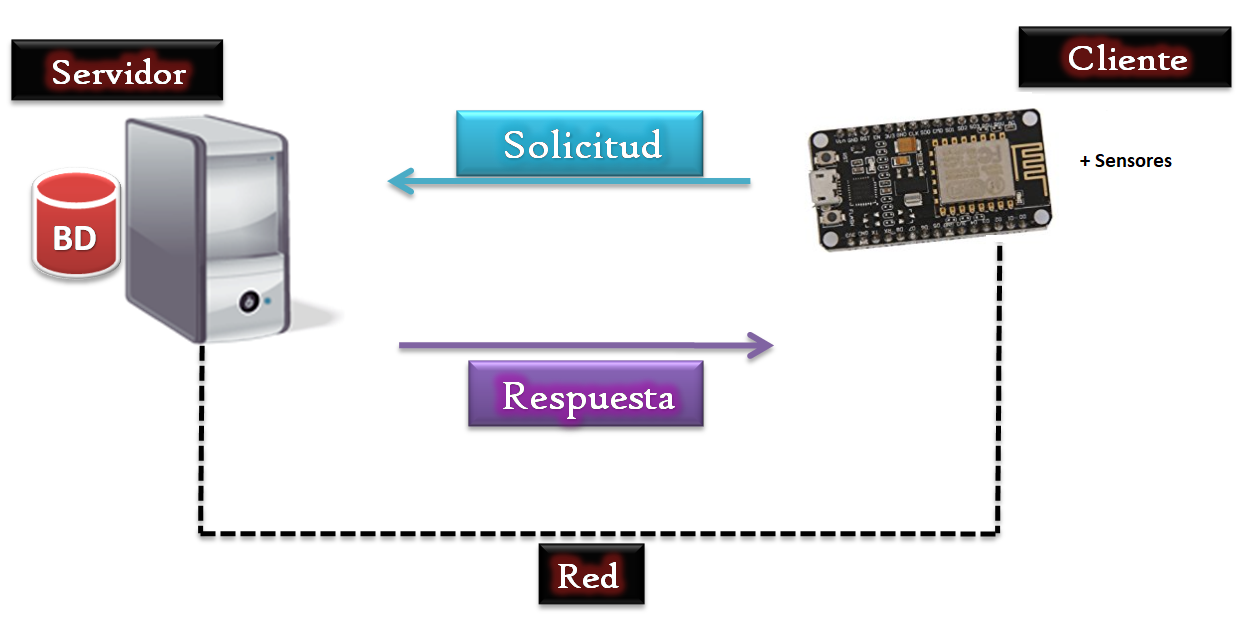 Servidor
Cliente
Solicitud
+ Sensores
BD
Respuesta
Red